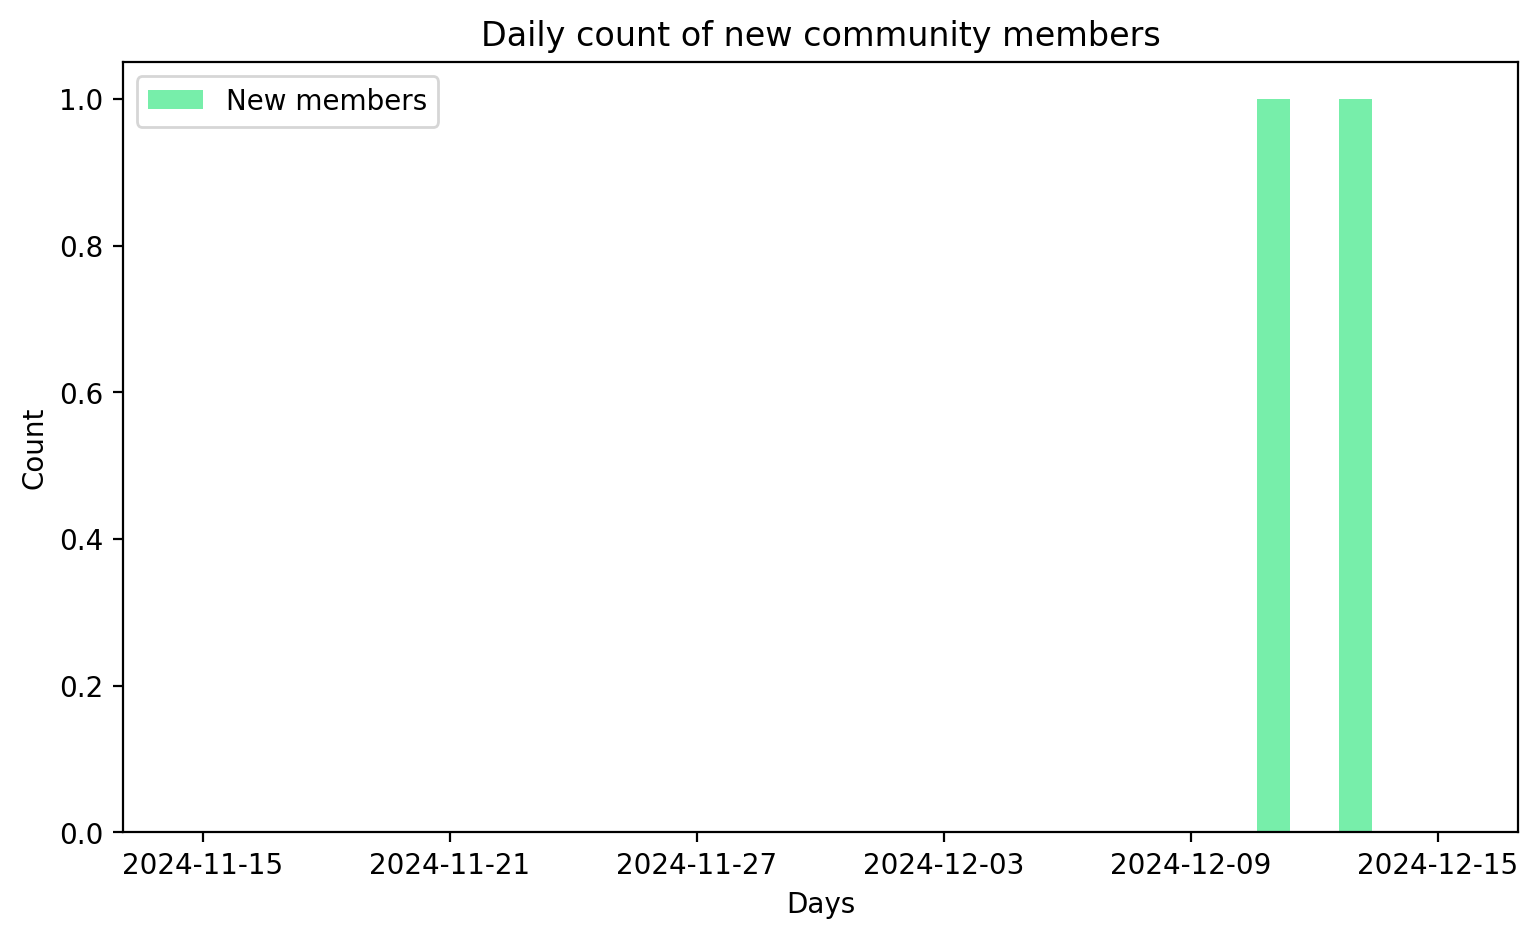 Daily count of new community members
New members
1.0
0.8
0.6
0.4
0.2
0.0
Count
2024-11-15 2024-11-21 2024-11-27 2024-12-03 2024-12-09 2024-12-15
Days